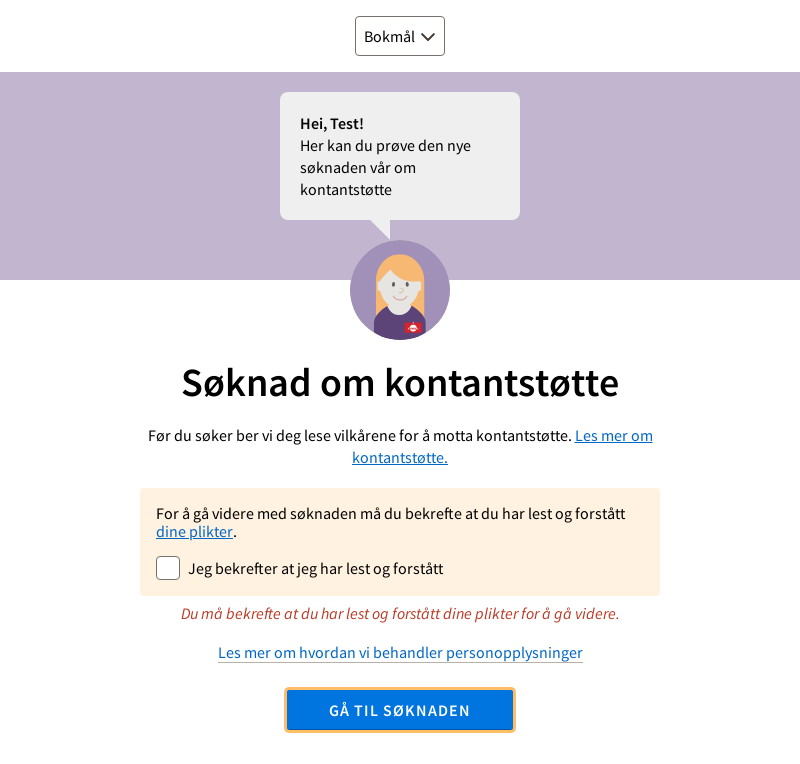 Bokmål
Hei, Test!
Her kan du prøve den nye
søknaden vår om
kontantstøtte
Søknad om kontantstøtte
Før du søker ber vi deg lese vilkårene for å motta kontantstøtte. Les mer om
kontantstøtte.
For å gå videre med søknaden må du bekrefte at du har lest og forstått
dine plikter.
Jeg bekrefter at jeg har lest og forstått
Du må bekrefte at du har lest og forstått dine plikter for å gå videre.
Les mer om hvordan vi behandler personopplysninger
GÅ TIL SØKNADEN